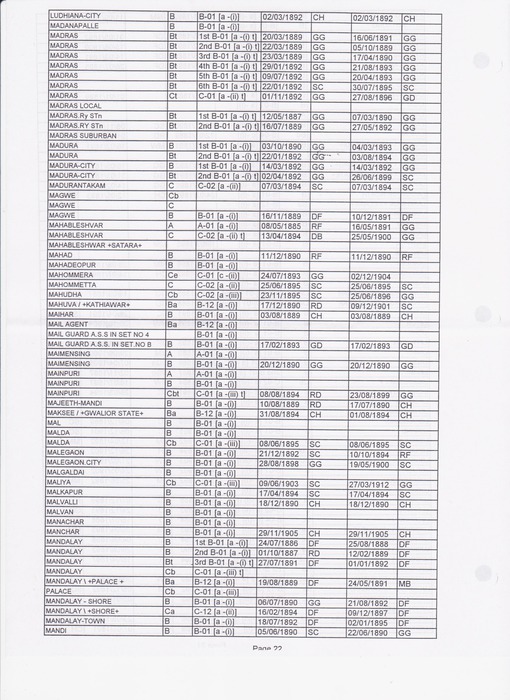 LUDHIANA-CITY B B-01 [a -(i)] 02/03/1892 CH 02/03/1892 CH
MADANAPALLE B B-01 [a -(i)]
MADRAS Bt 1st B-01 [a -(i) t] 20/03/1889 GG 16/06/1891 GG
MADRAS Bt 2nd B-01 [a -(i) t] 22/03/1889 GG 05/10/1889 GG
MADRAS Bt 3rd B-01 [a -(i) t] 23/03/1889 GG 17/04/1890 GG
MADRAS Bt 4th B-01 [a -(i) t] 29/01/1892 GG 21/08/1893 GG
MADRAS Bt 5th B-01 [a -(i) t] 09/07/1892 GG 20/04/1893 GG
MADRAS Bt 6th B-01 [a -(i) t] 22/01/1892 SC 30/07/1895 SC
MADRAS Ct C-01 [a -(ii) t] 01/11/1892 GG 27/08/1896 GD
MADRAS LOCAL
MADRAS.Ry STn Bt 1st B-01 [a -(i) t] 12/05/1887 GG 07/03/1890 GG
MADRAS.RY STn Bt 2nd B-01 [a -(i) t] 16/07/1889 GG 27/05/1892 GG
MADRAS SUBURBAN
MADURA B 1st B-01 [a -(i)] 03/10/1890 GG 04/03/1893 GG
MADURA Bt 2nd B-01 [a -(i) t] 22/01/1892 GG 03/08/1894 GG
MADURA-CITY B 1st B-01 [a -(i)] 14/03/1892 GG 14/03/1892 GG
MADURA-CITY Bt 2nd B-01 [a -(i) t] 02/04/1892 GG 26/06/1899 SC
MADURANTAKAM C C-02 [a -(ii)] 07/03/1894 SC 07/03/1894 SC
MAGWE Cb
MAGWE C
MAGWE B B-01 [a -(i)] 16/11/1889 DF 10/12/1891 DF
MAHABLESHVAR A A-01 [a -(i)] 08/05/1885 RF 16/05/1891 GG
MAHABLESHVAR C C-02 [a -(ii) t] 13/04/1894 DB 25/05/1900 GG
MAHABLESHWAR +SATARA+
MAHAD B B-01 [a -(i)] 11/12/1890 RF 11/12/1890 RF
MAHADEOPUR B B-01 [a -(i)]
MAHOMMERA Ce C-01 [c -(ii)] 24/07/1893 GG 02/12/1904
MAHOMMETTA C C-02 [a -(ii)] 25/06/1895 SC 25/06/1895 SC
MAHUDHA Cb C-02 [a -(iii)] 23/11/1895 SC 25/06/1896 GG
MAHUVA / +KATHIAWAR+ Ba B-12 [a -(i)] 17/12/1890 RD 09/12/1901 SC
MAIHAR B B-01 [a -(i)] 03/08/1889 CH 03/08/1889 CH
MAIL AGENT Ba B-12 [a -(i)]
MAIL GUARD A.S.S IN SET NO 4 B-01 [a -(i)]
MAIL GUARD A.S.S. IN SET.NO B B B-01 [a -(i)] 17/02/1893 GD 17/02/1893 GD
MAIMENSING A A-01 [a -(i)]
MAIMENSING B B-01 [a -(i)] 20/12/1890 GG 20/12/1890 GG
MAINPURI A A-01 [a -(i)]
MAINPURI B B-01 [a -(i)]
MAINPURI Cbt C-01 [a -(iii) t] 08/08/1894 RD 23/08/1899 GG
MAJEETH-MANDI B B-01 [a -(i)] 10/08/1889 RD 17/07/1890 CH
MAKSEE / +GWALIOR STATE+ Ba B-12 [a -(i)] 31/08/1894 CH 01/08/1894 CH
MAL B B-01 [a -(i)]
MALDA B B-01 [a -(i)]
MALDA Cb C-01 [a -(iii)] 08/06/1895 SC 08/06/1895 SC
MALEGAON B B-01 [a -(i)] 21/12/1892 SC 10/10/1894 RF
MALEGAON.CITY B B-01 [a -(i)] 28/08/1898 GG 19/05/1900 SC
MALGALDAI B B-01 [a -(i)]
MALIYA Cb C-01 [a -(iii)] 09/06/1903 SC 27/03/1912 GG
MALKAPUR B B-01 [a -(i)] 17/04/1894 SC 17/04/1894 SC
MALVALLI B B-01 [a -(i)] 18/12/1890 CH 18/12/1890 CH
MALVAN B B-01 [a -(i)]
MANACHAR B B-01 [a -(i)]
MANCHAR B B-01 [a -(i)] 29/11/1905 CH 29/11/1905 CH
MANDALAY B 1st B-01 [a -(i)] 24/07/1886 DF 25/08/1888 DF
MANDALAY B 2nd B-01 [a -(i)] 01/10/1887 RD 12/02/1889 DF
MANDALAY Bt 3rd B-01 [a -(i) t] 27/07/1891 DF 01/01/1892 DF
MANDALAY Cb C-01 [a -(iii) t]
MANDALAY \ +PALACE + Ba B-12 [a -(i)] 19/08/1889 DF 24/05/1891 MB
PALACE Cb C-01 [a -(iii)]
MANDALAY - SHORE B B-01 [a -(i)] 06/07/1890 GG 21/08/1892 DF
MANDALAY \ +SHORE+ Ca C-12 [a -(ii)] 16/02/1894 DF 09/12/1897 DF
MANDALAY-TOWN B B-01 [a -(i)] 18/07/1892 DF 02/01/1895 DF
MANDI B B-01 [a -(i)] 05/06/1890 SC 22/06/1890 GG
Page 22